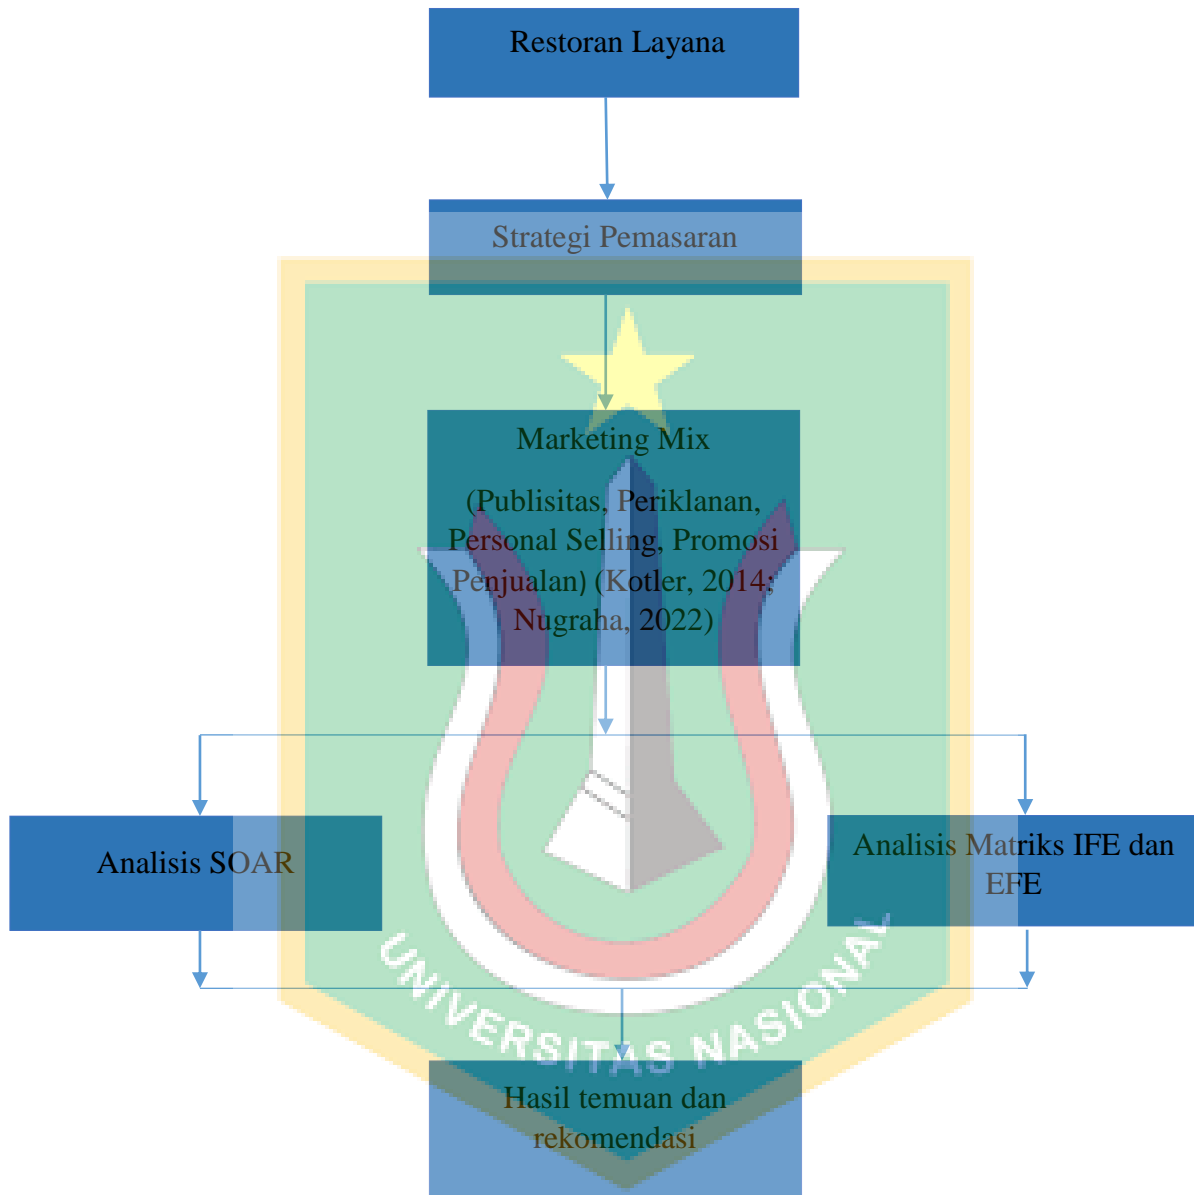 Restoran Layana
Strategi Pemasaran
Marketing Mix
(Publisitas, Periklanan,
Personal Selling, Promosi
Penjualan) (Kotler, 2014;
Nugraha, 2022)
Analisis SOAR
Analisis Matriks IFE dan
EFE
UNIVERSITAS NASIONAL
Hasil temuan dan
rekomendasi